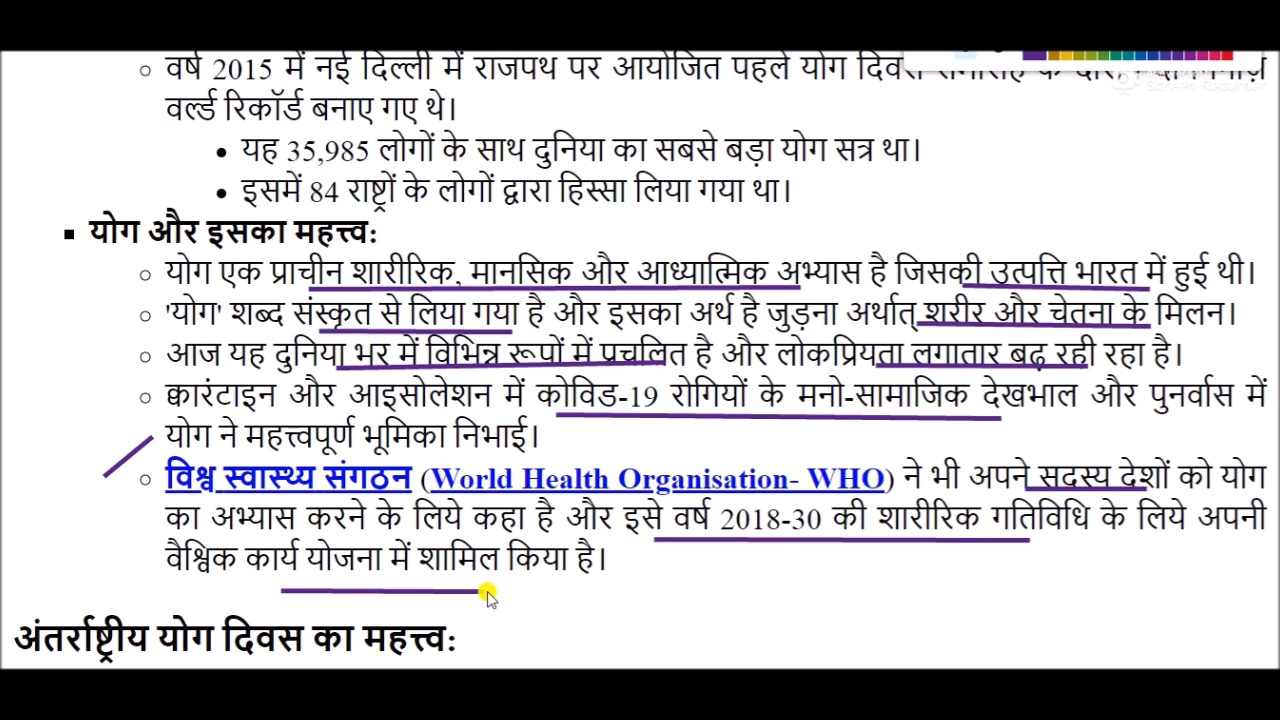 वर्ष 2015 में नई दिल्ली में राजपथ पर आयोजित पहले योग दिवस
वर्ल्ड रिकॉर्ड बनाए गए थे।
यह 35,985 लोगों के साथ दुनिया का सबसे बड़ा योग सत्र था।
इसमें 84 राष्ट्रों के लोगों द्वारा हिस्सा लिया गया था।
योग और इसका महत्त्व:
योग एक प्राचीन शारीरिक, मानसिक और आध्यात्मिक अभ्यास है जिसकी उत्पत्ति भारत में हुई थी।
'योग' शब्द संस्कृत से लिया गया है और इसका अर्थ है जुड़ना अर्थात् शरीर और चेतना के मिलन।
आज यह दुनिया भर में विभिन्न रूपों में प्रचलित है और लोकप्रियता लगातार बढ़ रही रहा है।
क्वारंटाइन और आइसोलेशन में कोविड-19 रोगियों के मनो-सामाजिक देखभाल और पुनर्वास में
योग ने महत्त्वपूर्ण भूमिका निभाई।
विश्व स्वास्थ्य संगठन (World Health Organisation- WHO) ने भी अपने सदस्य देशों को योग
का अभ्यास करने के लिये कहा है और इसे वर्ष 2018-30 की शारीरिक गतिविधि के लिये अपनी
वैश्विक कार्य योजना में शामिल किया है।
अंतर्राष्ट्रीय योग दिवस का महत्त्व: